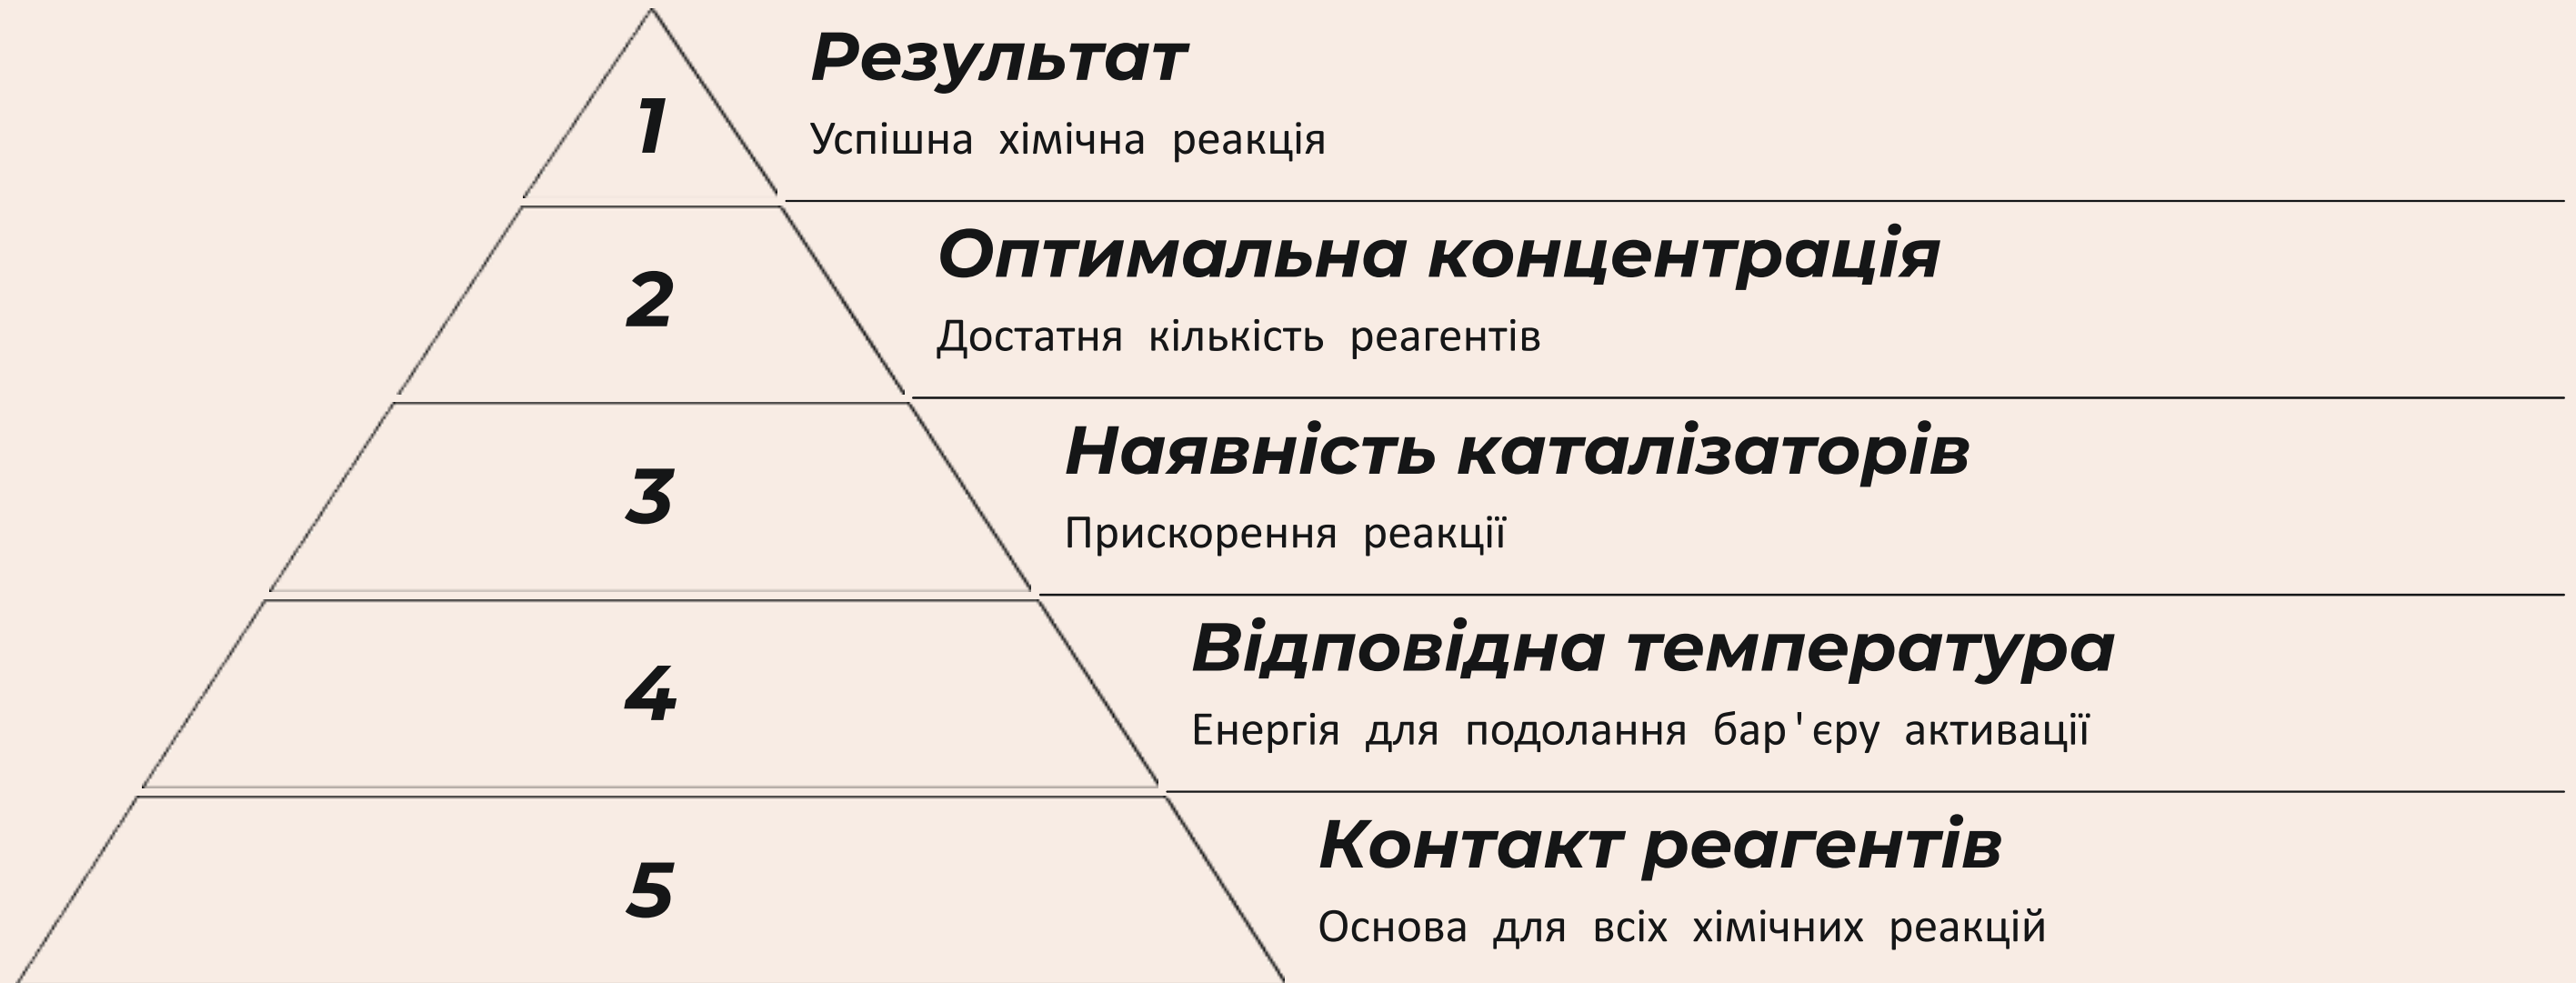 1
Результат
Успішна хімічна реакція
2
Оптимальна концентрація
Достатня кількість реагентів
3
Наявність каталізаторів
Прискорення реакції
4
Відповідна температура
Енергія для подолання бар'єру активації
5
Контакт реагентів
Основа для всіх хімічних реакцій